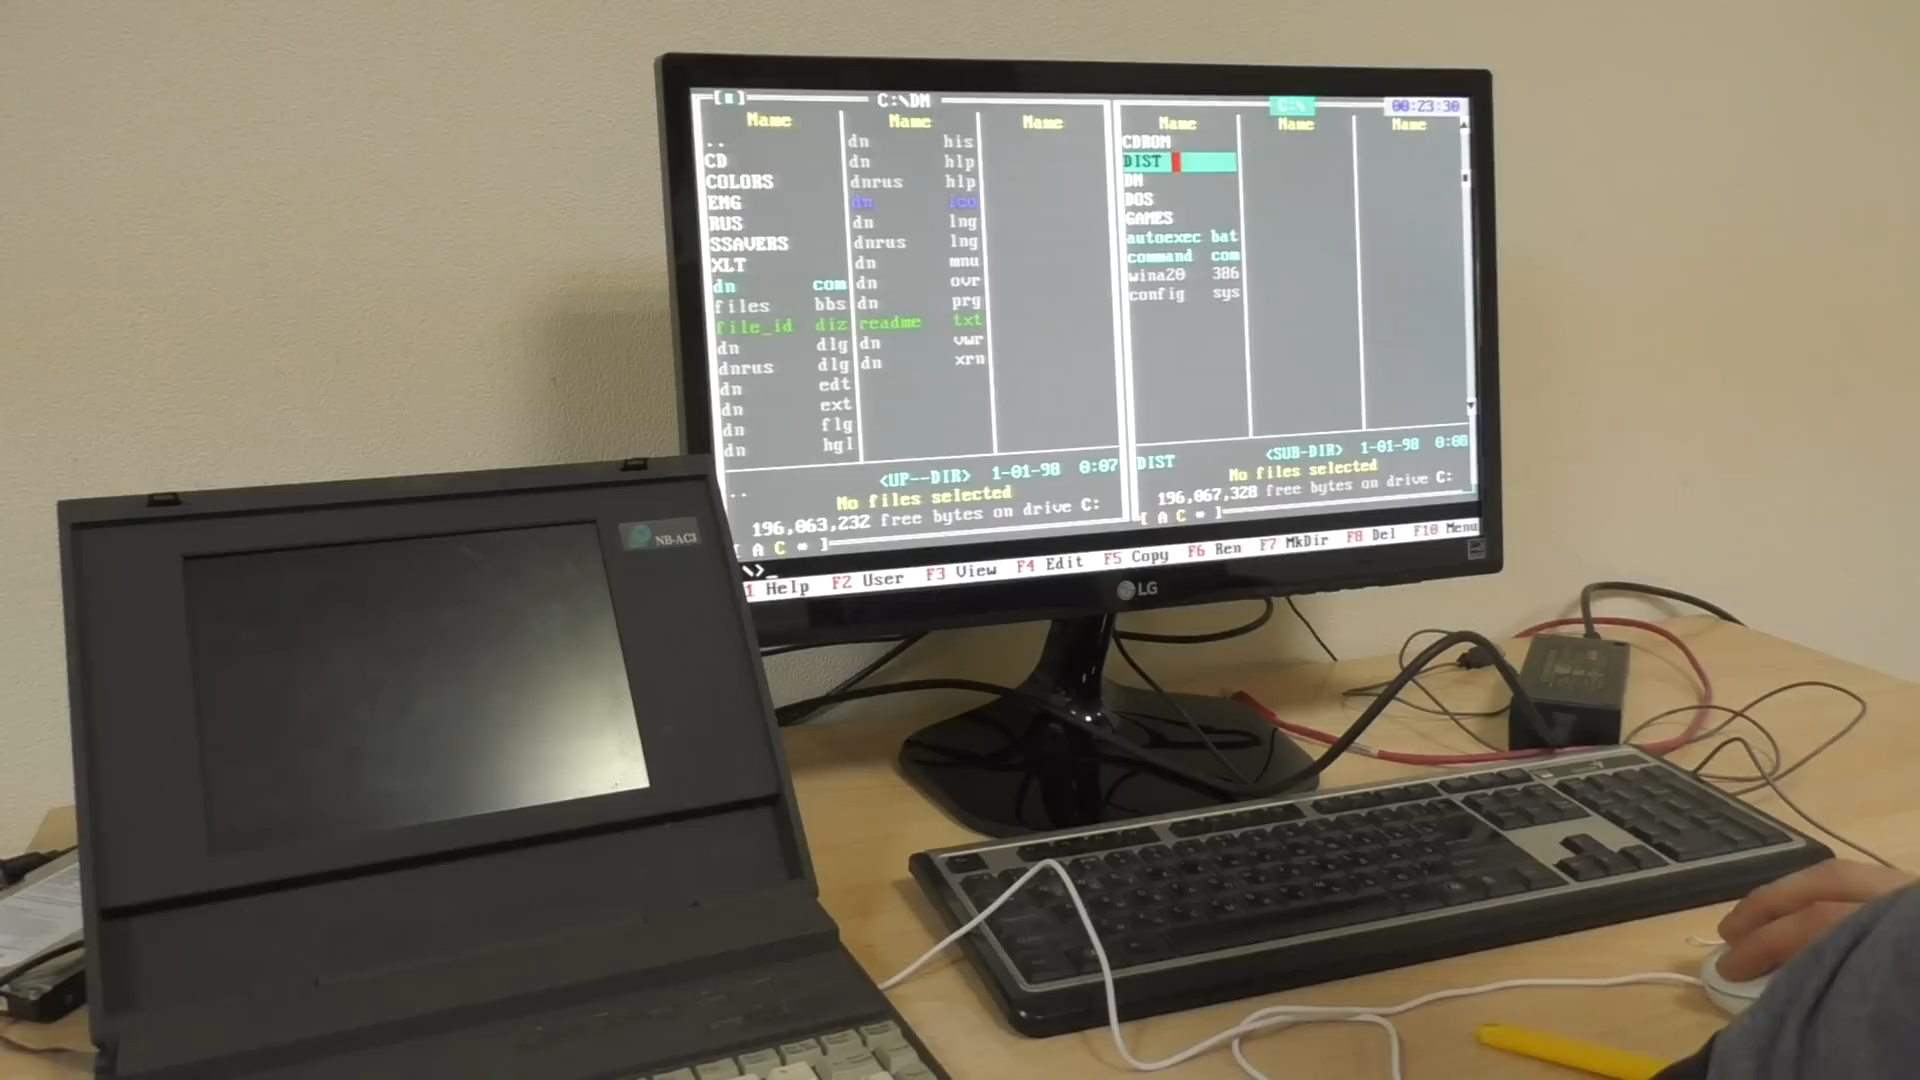 [■] C:\DN
Name Name Name
.. dn his
CD dn hlp
COLORS dnrus hlp
ENG dn ico
RUS dn lng
SSAVERS dnrus lng
XLT dn mnu
dn com dn ovr
files bbs dn prg
file_id diz readme txt
dn dlg dn vwr
dnrus dlg dn xrn
dn edt
dn ext
dn flg
dn hgl
.. <UP--DIR> 1-01-98 0:07
No files selected
196,063,232 free bytes on drive C:
[ A C * ]
C:\ 00:23:30
Name Name Name
CDROM
DIST
DN
DOS
GAMES
autoexec bat
command com
wina20 386
config sys
DIST <SUB-DIR> 1-01-98 0:08
No files selected
196,067,328 free bytes on drive C:
[ A C * ]
\>_
1 Help F2 User F3 View F4 Edit F5 Copy F6 Ren F7 MkDir F8 Del F10 Menu
LG
NB-AC3